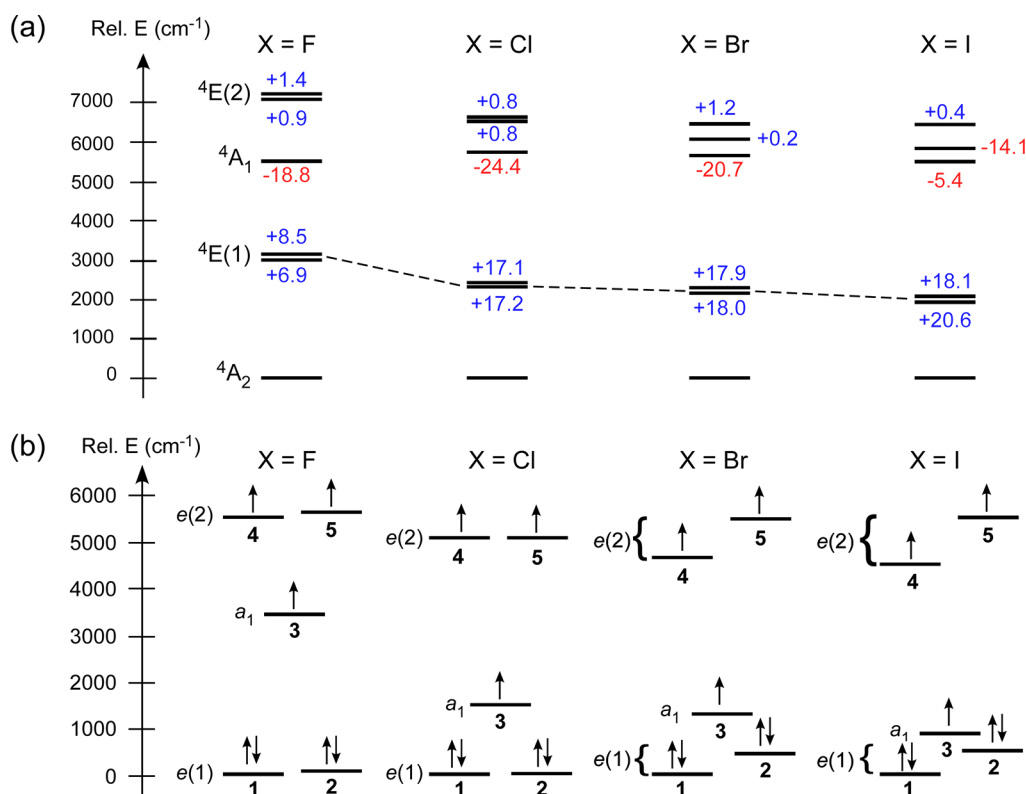 (a) Rel. E (cm⁻¹)
X = F X = Cl X = Br X = I
⁴E(2) +1.4 +0.8 +1.2 +0.4
7000
+0.9 +0.8 +0.2
6000
⁴A₁ -18.8 -24.4 -20.7 -14.1
-5.4
5000
4000
⁴E(1) +8.5 +17.1 +17.9 +18.1
3000
+6.9 +17.2 +18.0 +20.6
2000
1000
0 ⁴A₂
(b) Rel. E (cm⁻¹)
X = F X = Cl X = Br X = I
6000
e(2) 4 5 e(2) 4 5 e(2){ 4 5 e(2){ 4 5
5000
4000
a₁ 3
3000
2000
a₁ 3 a₁ 3 a₁ 3
1000
0 e(1) 1 2 e(1) 1 2 e(1){ 1 2 e(1){ 1 2